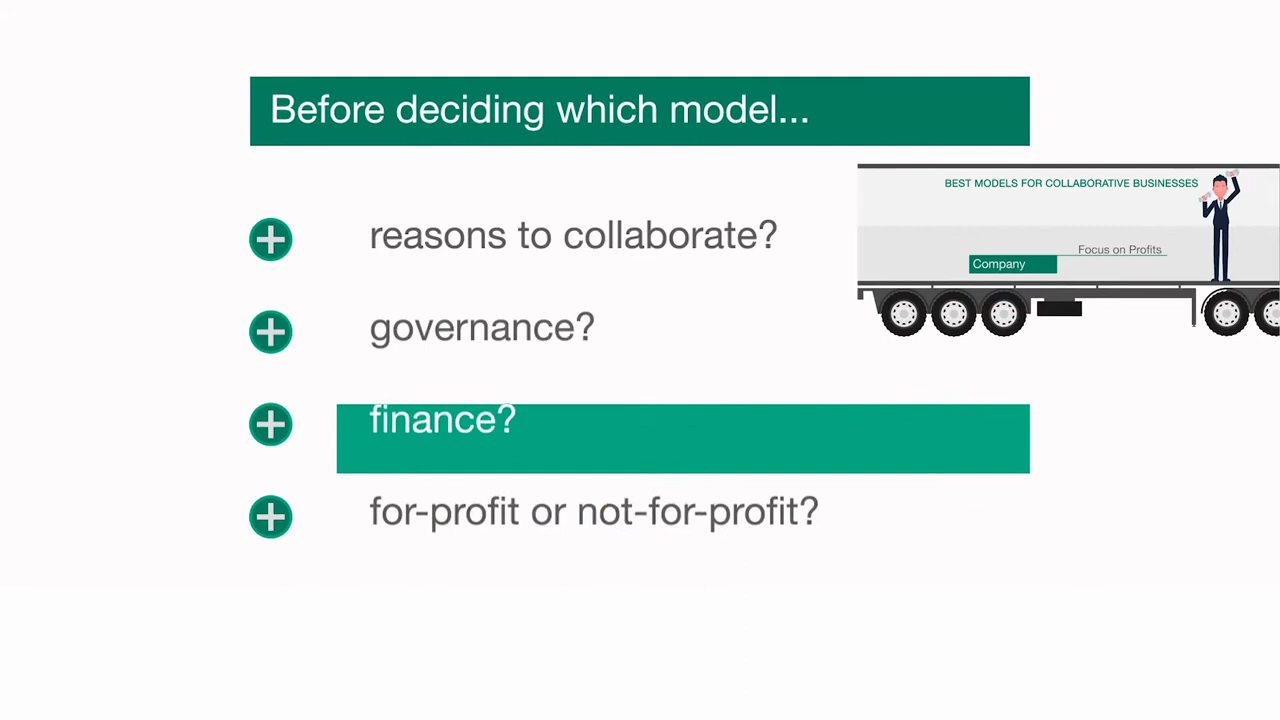 Before deciding which model...
reasons to collaborate?
governance?
finance?
for-profit or not-for-profit?
BEST MODELS FOR COLLABORATIVE BUSINESSES
Focus on Profits
Company